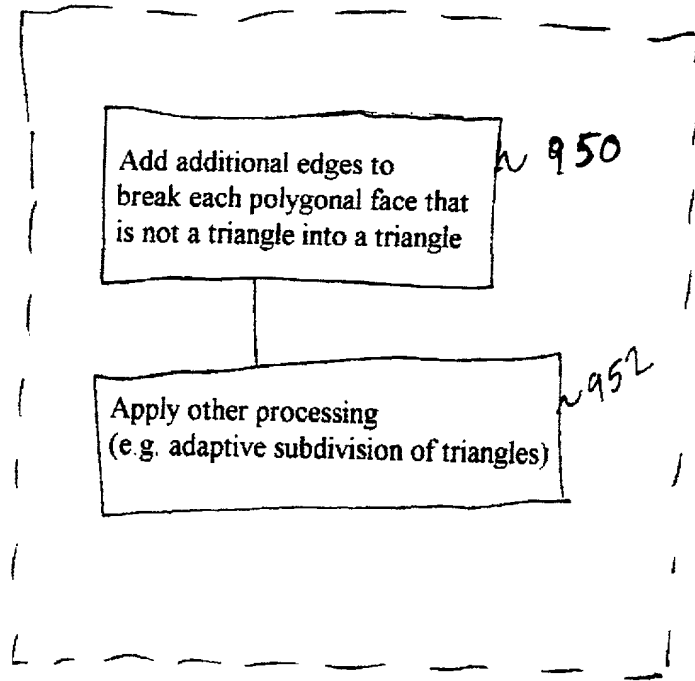 Add additional edges to
break each polygonal face that
is not a triangle into a triangle
950
Apply other processing
(e.g. adaptive subdivision of triangles)
952